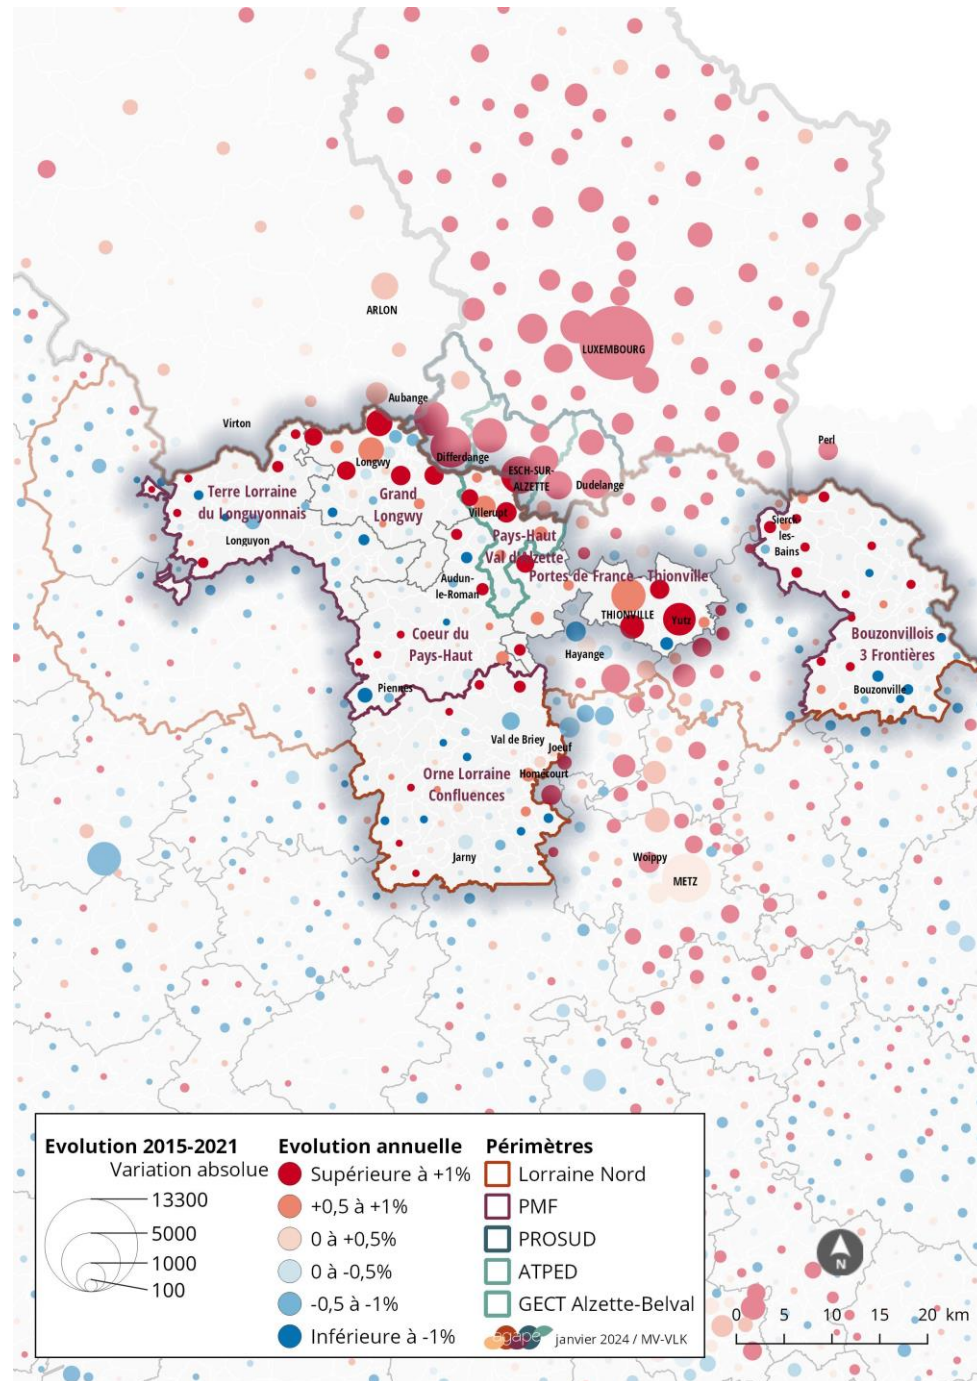 ARLON
LUXEMBOURG
Aubange
Virton
Perl
Differdange
Longwy
ESCH-SUR-
ALZETTE
Dudelange
Terre Lorraine
du Longuyonnais
Grand
Longwy
Villerupt
Sierck
les-
Bains
Pays-Haut
Val d'Alzette
Longuyon
Audun-
le-Roman
Portes de France - Thionville
THIONVILLE
Yutz
Coeur du
Pays-Haut
Hayange
Bouzonvillois
3 Frontières
Piennes
Bouzonville
Val de Briey
Joeuf
Orne Lorraine
Confluences
Homécourt
Jarny
Woippy
METZ
Evolution 2015-2021
Variation absolue
13300
5000
1000
100
Evolution annuelle
Supérieure à +1%
+0,5 à +1%
0 à +0,5%
0 à -0,5%
-0,5 à -1%
Inférieure à -1%
Périmètres
Lorraine Nord
PMF
PROSUD
ATPED
GECT Alzette-Belval
agape
janvier 2024 / MV-VLK
N
0 5 10 15 20 km